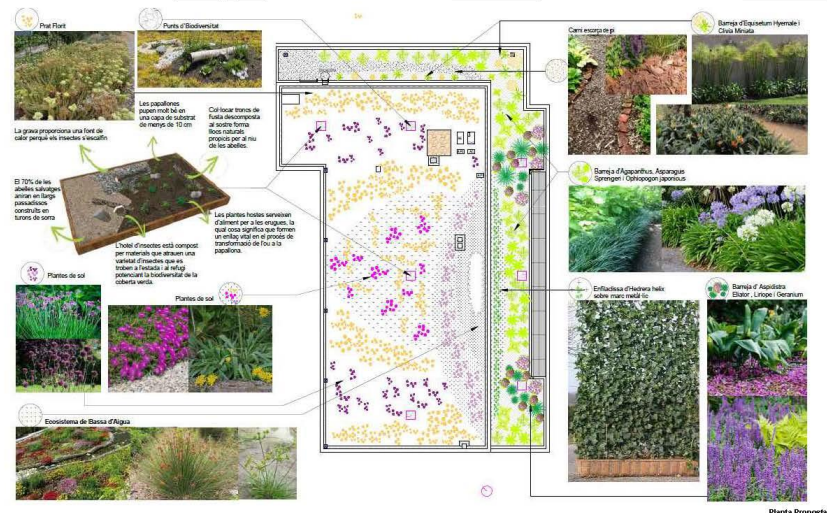 Prat Florit
Punts d'Biodiversitat
Camí escorça de pi
Barreja d'Equisetum Hyemale i
Clivia Miniata
La grava proporciona una font de
calor perquè els insectes s'escalfin
Les papallones
pupen molt bé en
una capa de substrat
de menys de 10 cm
Col·locar troncs de
fusta descomposta
al sostre forma
llocs naturals
propicis per al niu
de les abelles.
El 70% de les
abelles salvatges
aniran en llargs
passadissos
construïts en
turons de sorra
L'hotel d'insectes està compost
per materials que atrauen una
varietat d'insectes que es
troben a l'estada i al refugi
potenciant la biodiversitat de la
coberta verda.
Les plantes hostes serveixen
d'aliment per a les erugues, la
qual cosa significa que formen
un enllaç vital en el procés de
transformació de l'ou a la
papallona.
Barreja d'Agapanthus, Asparagus
Sprengeri i Ophiopogon japonicus
Plantes de sol
Plantes de sol
Enfiladissa d'Hedrera helix
sobre marc metàl·lic
Barreja d' Aspidistra
Eliator , Liriope i Geranium
Ecosistema de Bassa d'Aigua
Planta Proposta